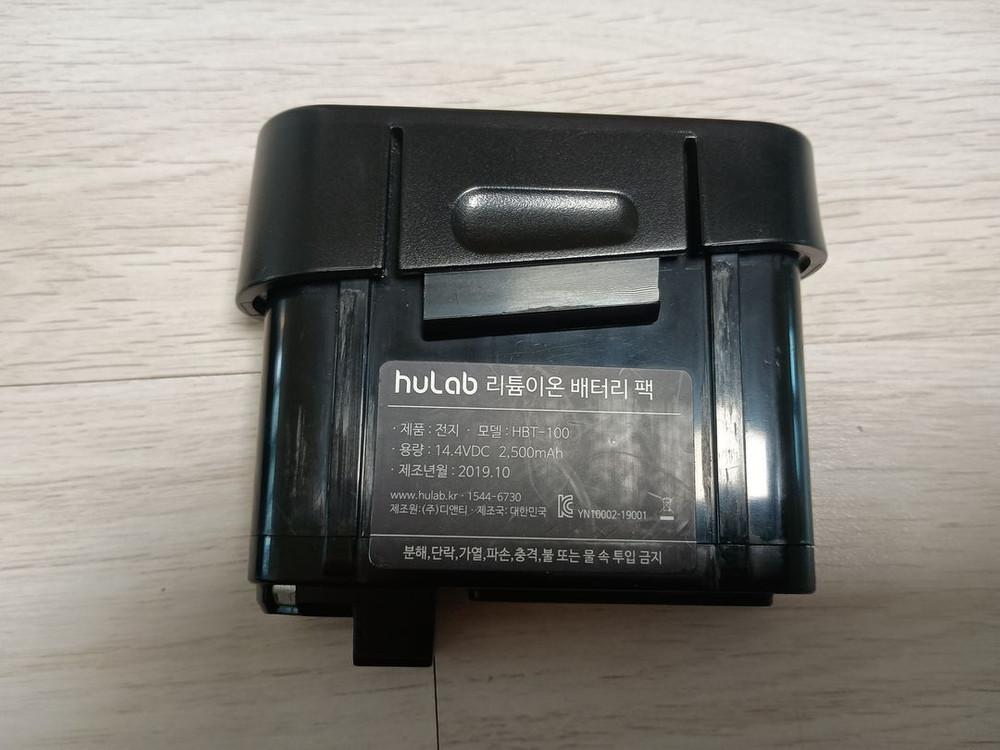 huLab 리튬이온 배터리 팩
· 제품 : 전지 · 모델 : HBT-100
· 용량 : 14.4VDC 2,500mAh
· 제조년월 : 2019.10
www.hulab.kr · 1544-6730
제조원:(주)디앤티 · 제조국: 대한민국 YN10002-19001
분해,단락,가열,파손,충격,불 또는 물 속 투입 금지